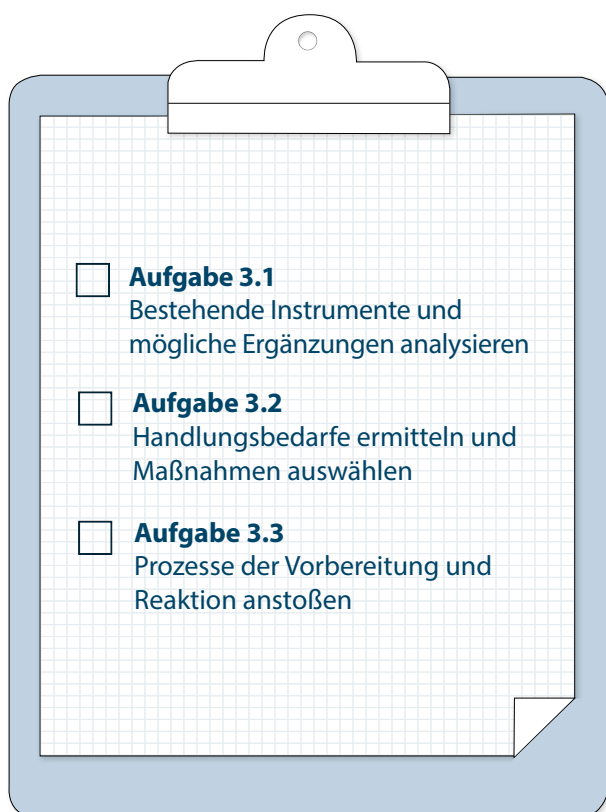 Aufgabe 3.1
Bestehende Instrumente und
mögliche Ergänzungen analysieren
Aufgabe 3.2
Handlungsbedarfe ermitteln und
Maßnahmen auswählen
Aufgabe 3.3
Prozesse der Vorbereitung und
Reaktion anstoßen